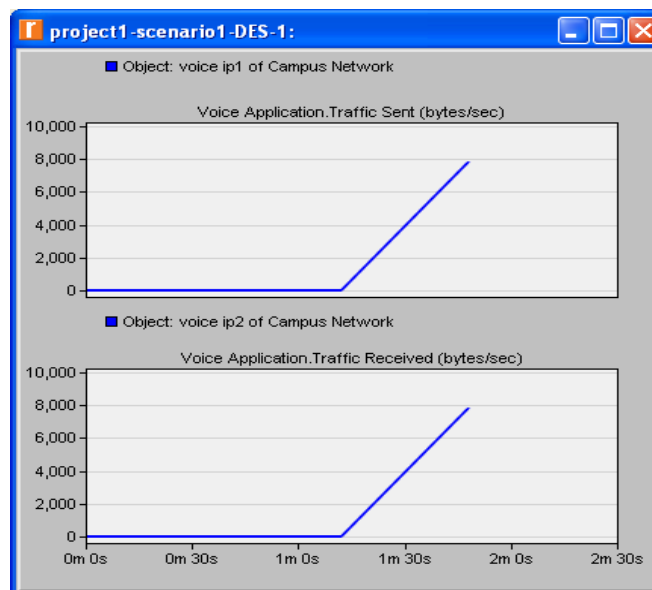 project1-scenario1-DES-1:
Object: voice ip1 of Campus Network
Voice Application.Traffic Sent (bytes/sec)
10,000
8,000
6,000
4,000
2,000
0
Object: voice ip2 of Campus Network
Voice Application.Traffic Received (bytes/sec)
10,000
8,000
6,000
4,000
2,000
0
0m 0s 0m 30s 1m 0s 1m 30s 2m 0s 2m 30s